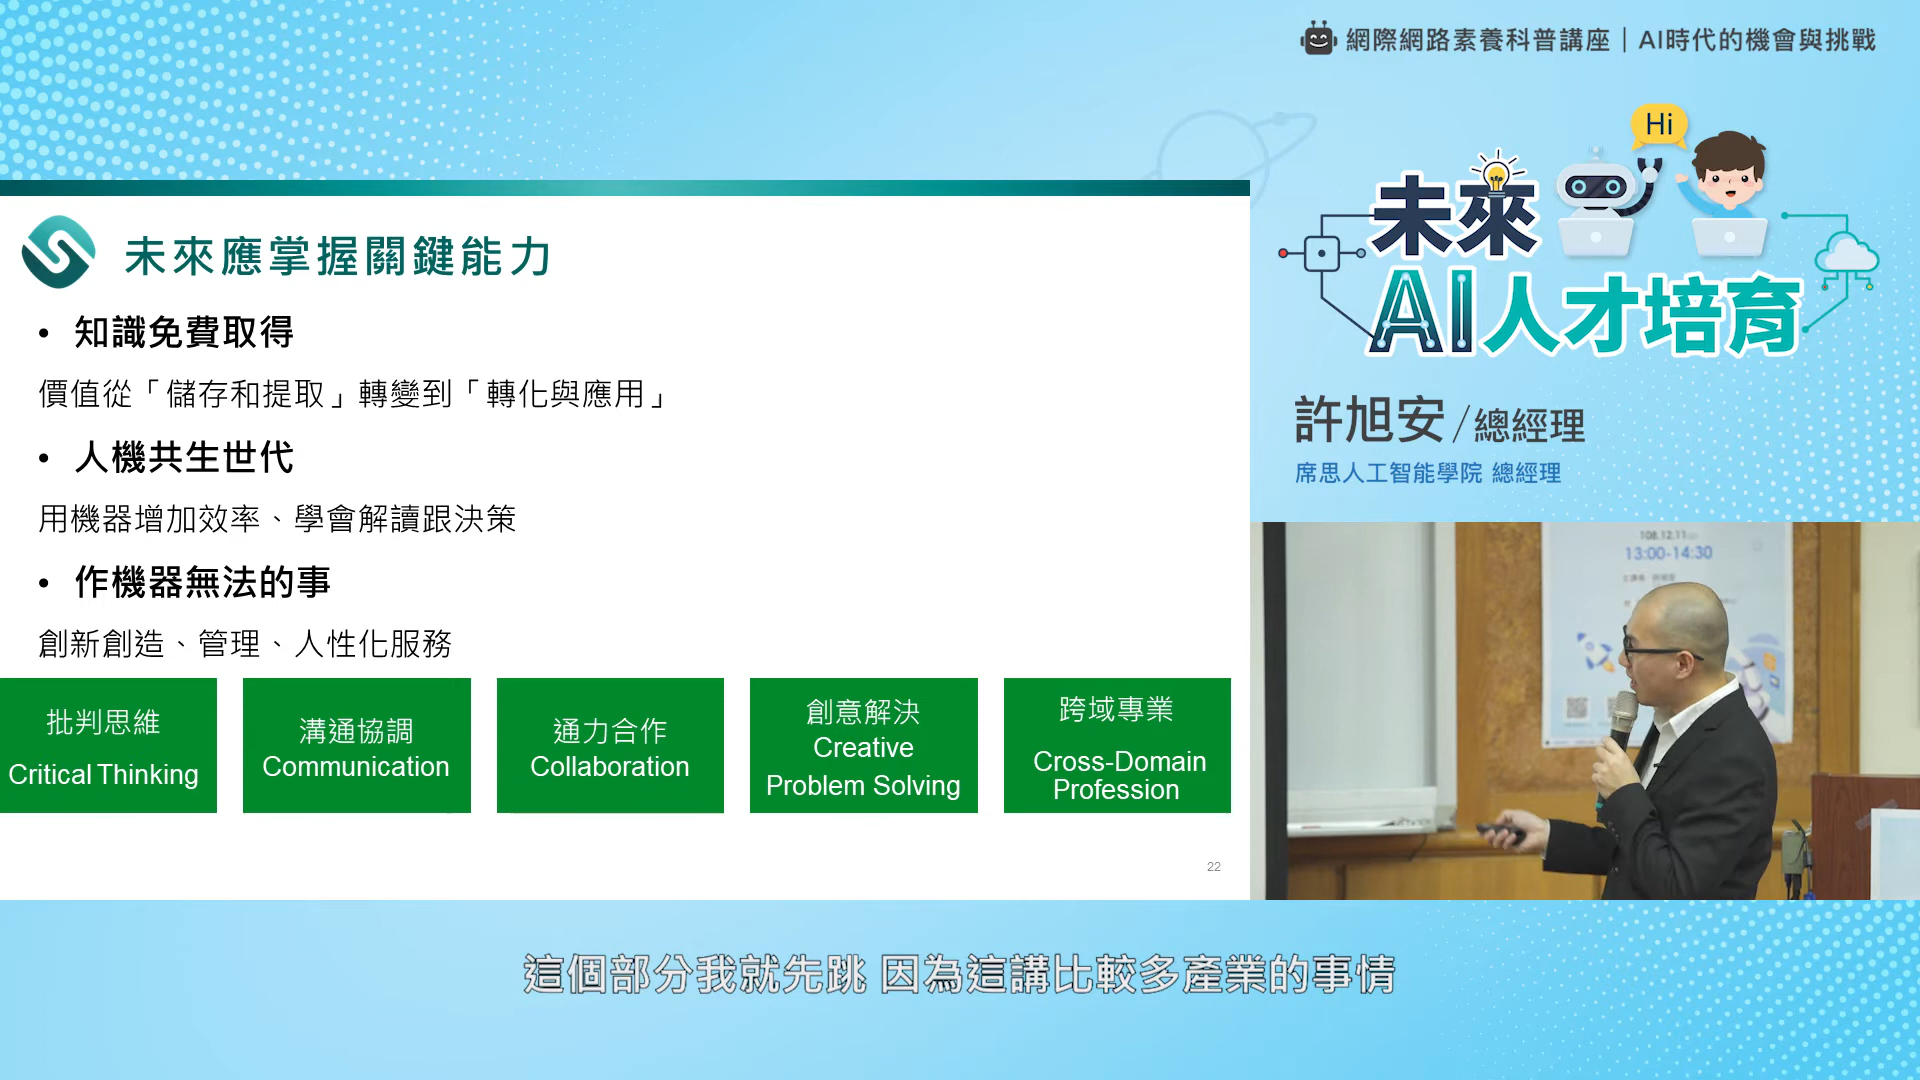 網際網路素養科普講座｜AI時代的機會與挑戰
Hi
未來
AI人才培育
許旭安/總經理
席思人工智能學院 總經理
未來應掌握關鍵能力
• 知識免費取得
價值從「儲存和提取」轉變到「轉化與應用」
• 人機共生世代
用機器增加效率、學會解讀跟決策
• 作機器無法的事
創新創造、管理、人性化服務
批判思維
Critical Thinking
溝通協調
Communication
通力合作
Collaboration
創意解決
Creative
Problem Solving
跨域專業
Cross-Domain
Profession
22
108.12.11
13:00-14:30
這個部分我就先跳 因為這講比較多產業的事情